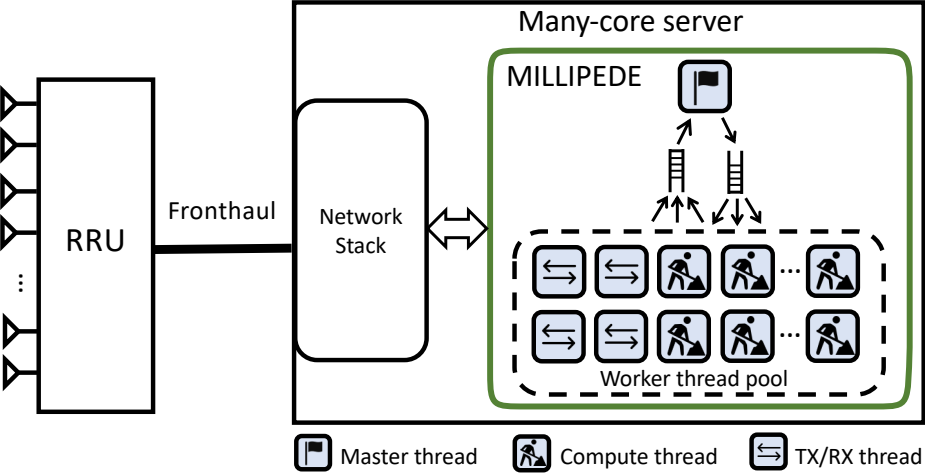 Many-core server
MILLIPEDE
RRU
Fronthaul
Network
Stack
...
...
...
Worker thread pool
Master thread
Compute thread
TX/RX thread